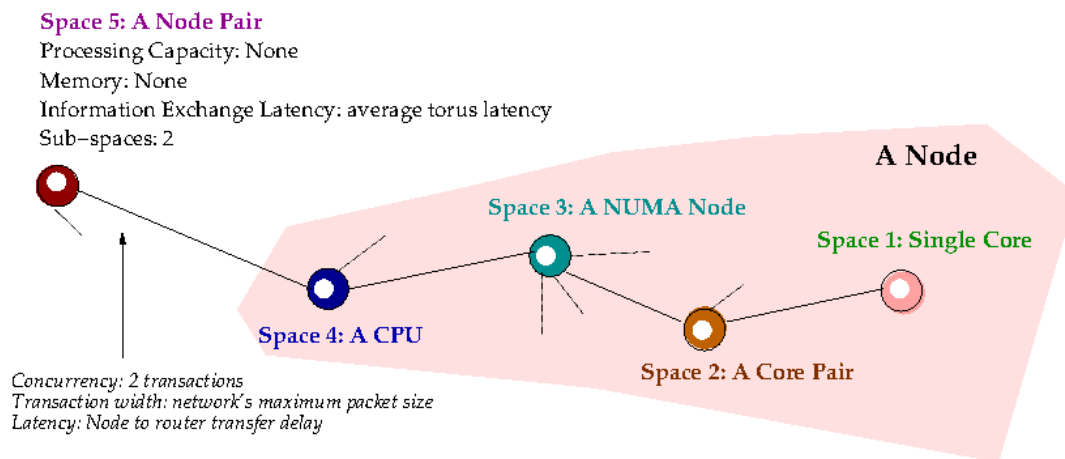 Space 5: A Node Pair
Processing Capacity: None
Memory: None
Information Exchange Latency: average torus latency
Sub-spaces: 2
A Node
Space 3: A NUMA Node
Space 1: Single Core
Space 4: A CPU
Space 2: A Core Pair
Concurrency: 2 transactions
Transaction width: network's maximum packet size
Latency: Node to router transfer delay